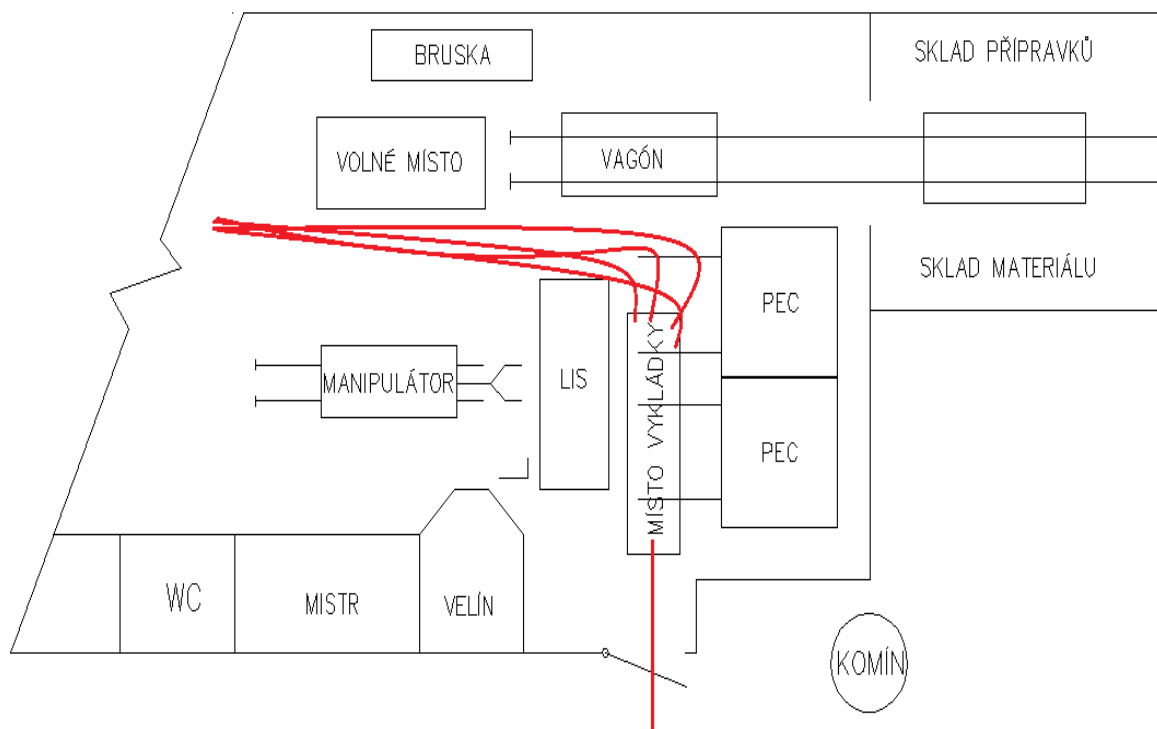 BRUSKA
SKLAD PŘÍPRAVKŮ
VOLNÉ MÍSTO
VAGÓN
SKLAD MATERIÁLU
PEC
MANIPULÁTOR
LIS
MÍSTO VYKLÁDKY
PEC
WC
MISTR
VELÍN
KOMÍN